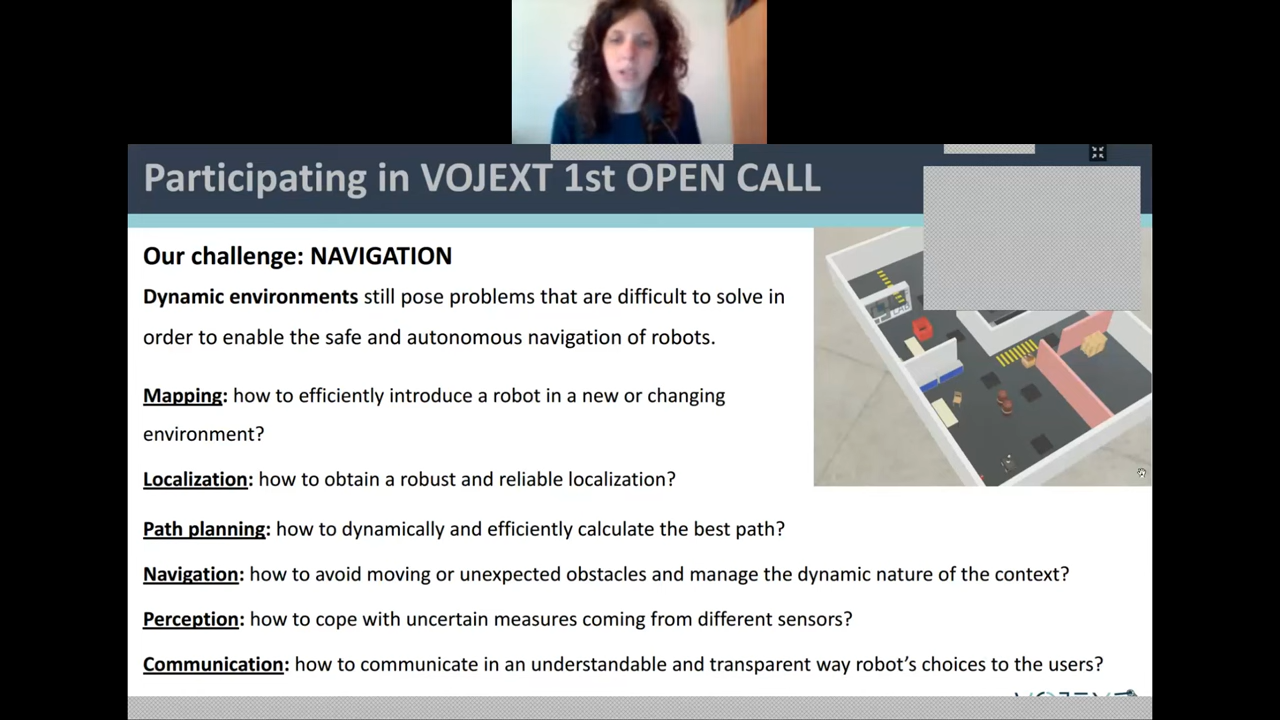 Participating in VOJEXT 1st OPEN CALL
Our challenge: NAVIGATION
Dynamic environments still pose problems that are difficult to solve in
order to enable the safe and autonomous navigation of robots.
Mapping: how to efficiently introduce a robot in a new or changing
environment?
Localization: how to obtain a robust and reliable localization?
Path planning: how to dynamically and efficiently calculate the best path?
Navigation: how to avoid moving or unexpected obstacles and manage the dynamic nature of the context?
Perception: how to cope with uncertain measures coming from different sensors?
Communication: how to communicate in an understandable and transparent way robot's choices to the users?